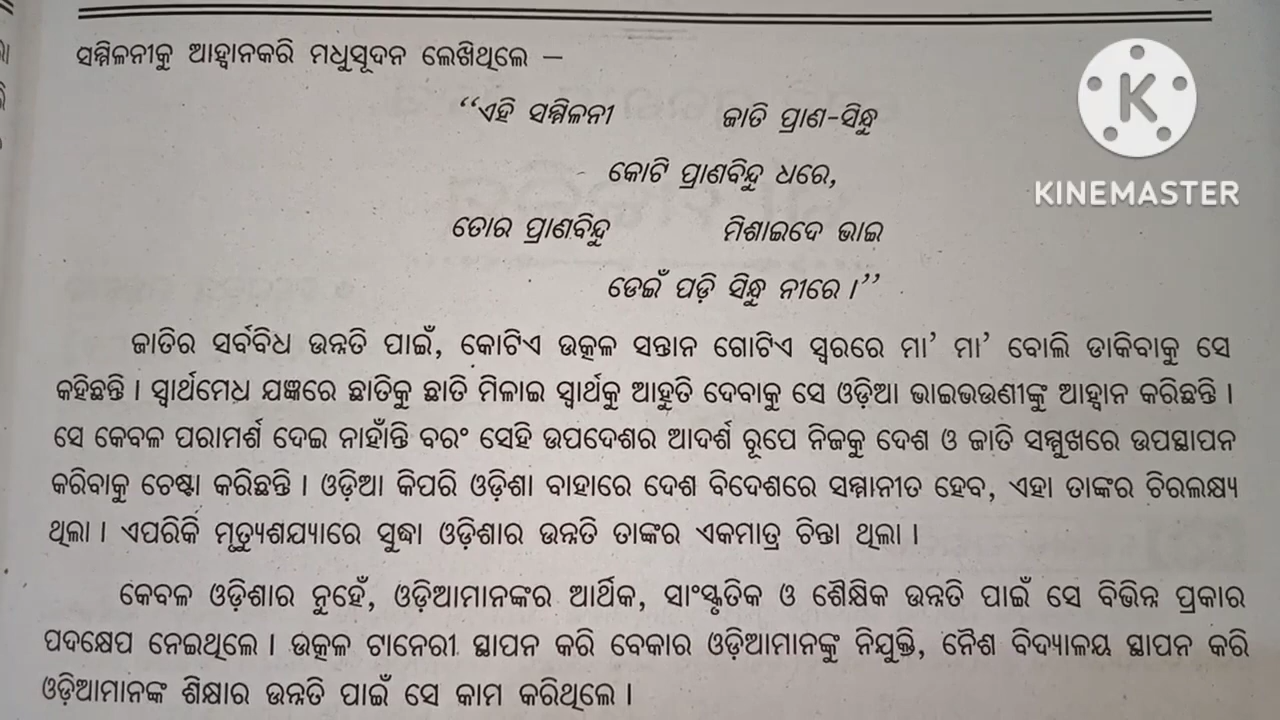 ସମ୍ମିଳନୀକୁ ଆହ୍ୱାନକରି ମଧୁସୂଦନ ଲେଖିଥିଲେ –
“ଏହି ସମ୍ମିଳନୀ ଜାତି ପ୍ରାଣ-ସିନ୍ଧୁ
KINEMASTER
କୋଟି ପ୍ରାଣବିନ୍ଦୁ ଧରେ,
ତୋର ପ୍ରାଣବିନ୍ଦୁ ମିଶାଇଦେ ଭାଇ
ଡେଇଁ ପଡ଼ି ସିନ୍ଧୁ ନୀରେ।”
ଜାତିର ସର୍ବବିଧ ଉନ୍ନତି ପାଇଁ, କୋଟିଏ ଉତ୍କଳ ସନ୍ତାନ ଗୋଟିଏ ସ୍ୱରରେ ମା’ ମା’ ବୋଲି ଡାକିବାକୁ ସେ
କହିଛନ୍ତି। ସ୍ୱାର୍ଥମେଧ ଯଜ୍ଞରେ ଛାତିକୁ ଛାତି ମିଳାଇ ସ୍ୱାର୍ଥକୁ ଆହୁତି ଦେବାକୁ ସେ ଓଡ଼ିଆ ଭାଇଭଉଣୀଙ୍କୁ ଆହ୍ୱାନ କରିଛନ୍ତି।
ସେ କେବଳ ପରାମର୍ଶ ଦେଇ ନାହାଁନ୍ତି ବରଂ ସେହି ଉପଦେଶର ଆଦର୍ଶ ରୂପେ ନିଜକୁ ଦେଶ ଓ ଜାତି ସମ୍ମୁଖରେ ଉପସ୍ଥାପନ
କରିବାକୁ ଚେଷ୍ଟା କରିଛନ୍ତି। ଓଡ଼ିଆ କିପରି ଓଡ଼ିଶା ବାହାରେ ଦେଶ ବିଦେଶରେ ସମ୍ମାନୀତ ହେବ, ଏହା ତାଙ୍କର ଚିରଲକ୍ଷ୍ୟ
ଥିଲା। ଏପରିକି ମୃତ୍ୟୁଶଯ୍ୟାରେ ସୁଦ୍ଧା ଓଡ଼ିଶାର ଉନ୍ନତି ତାଙ୍କର ଏକମାତ୍ର ଚିନ୍ତା ଥିଲା।
କେବଳ ଓଡ଼ିଶାର ନୁହେଁ, ଓଡ଼ିଆମାନଙ୍କର ଆର୍ଥିକ, ସାଂସ୍କୃତିକ ଓ ଶୈକ୍ଷିକ ଉନ୍ନତି ପାଇଁ ସେ ବିଭିନ୍ନ ପ୍ରକାର
ପଦକ୍ଷେପ ନେଇଥିଲେ। ଉତ୍କଳ ଟାନେରୀ ସ୍ଥାପନ କରି ବେକାର ଓଡ଼ିଆମାନଙ୍କୁ ନିଯୁକ୍ତି, ନୈଶ ବିଦ୍ୟାଳୟ ସ୍ଥାପନ କରି
ଓଡ଼ିଆମାନଙ୍କ ଶିକ୍ଷାର ଉନ୍ନତି ପାଇଁ ସେ କାମ କରିଥିଲେ।